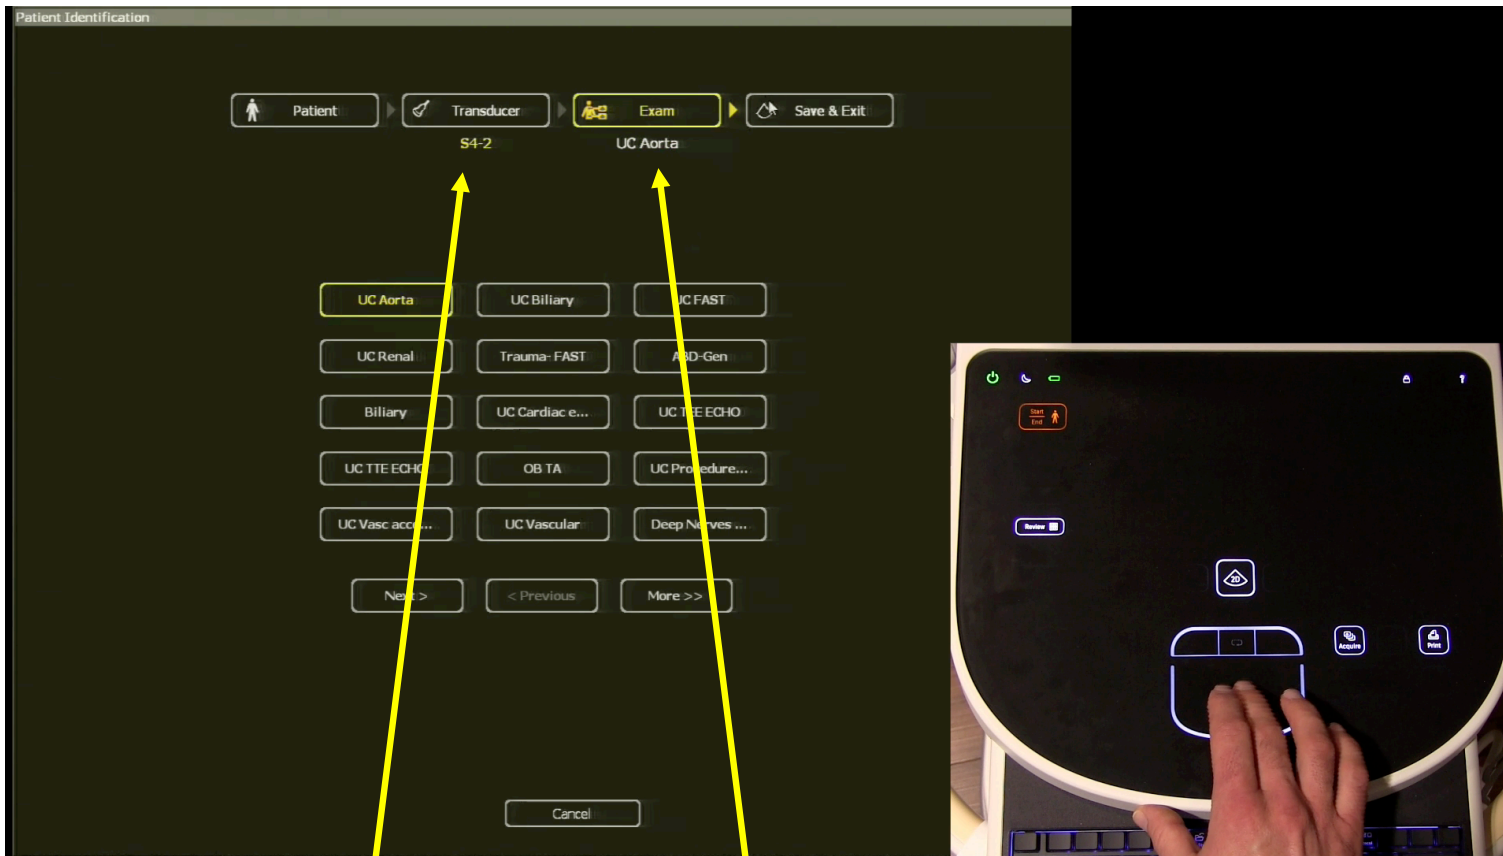 Patient Identification
Patient Transducer Exam Save & Exit
S4-2 UC Aorta
UC Aorta UC Biliary UC FAST
UC Renal Trauma- FAST ABD-Gen
Biliary UC Cardiac e... UC TEE ECHO
UC TTE ECHO OB TA UC Procedure...
UC Vasc acce... UC Vascular Deep Nerves ...
Next > < Previous More >>
Cancel
Start
End
Review
2D
Acquire
Print